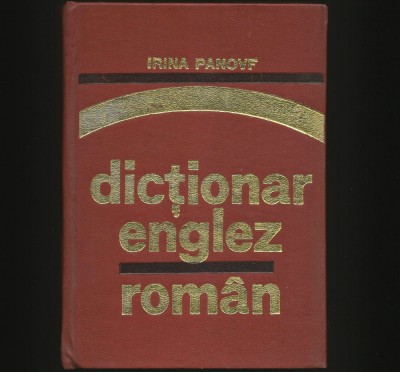 IRINA PANOVF
dicționar
englez
român